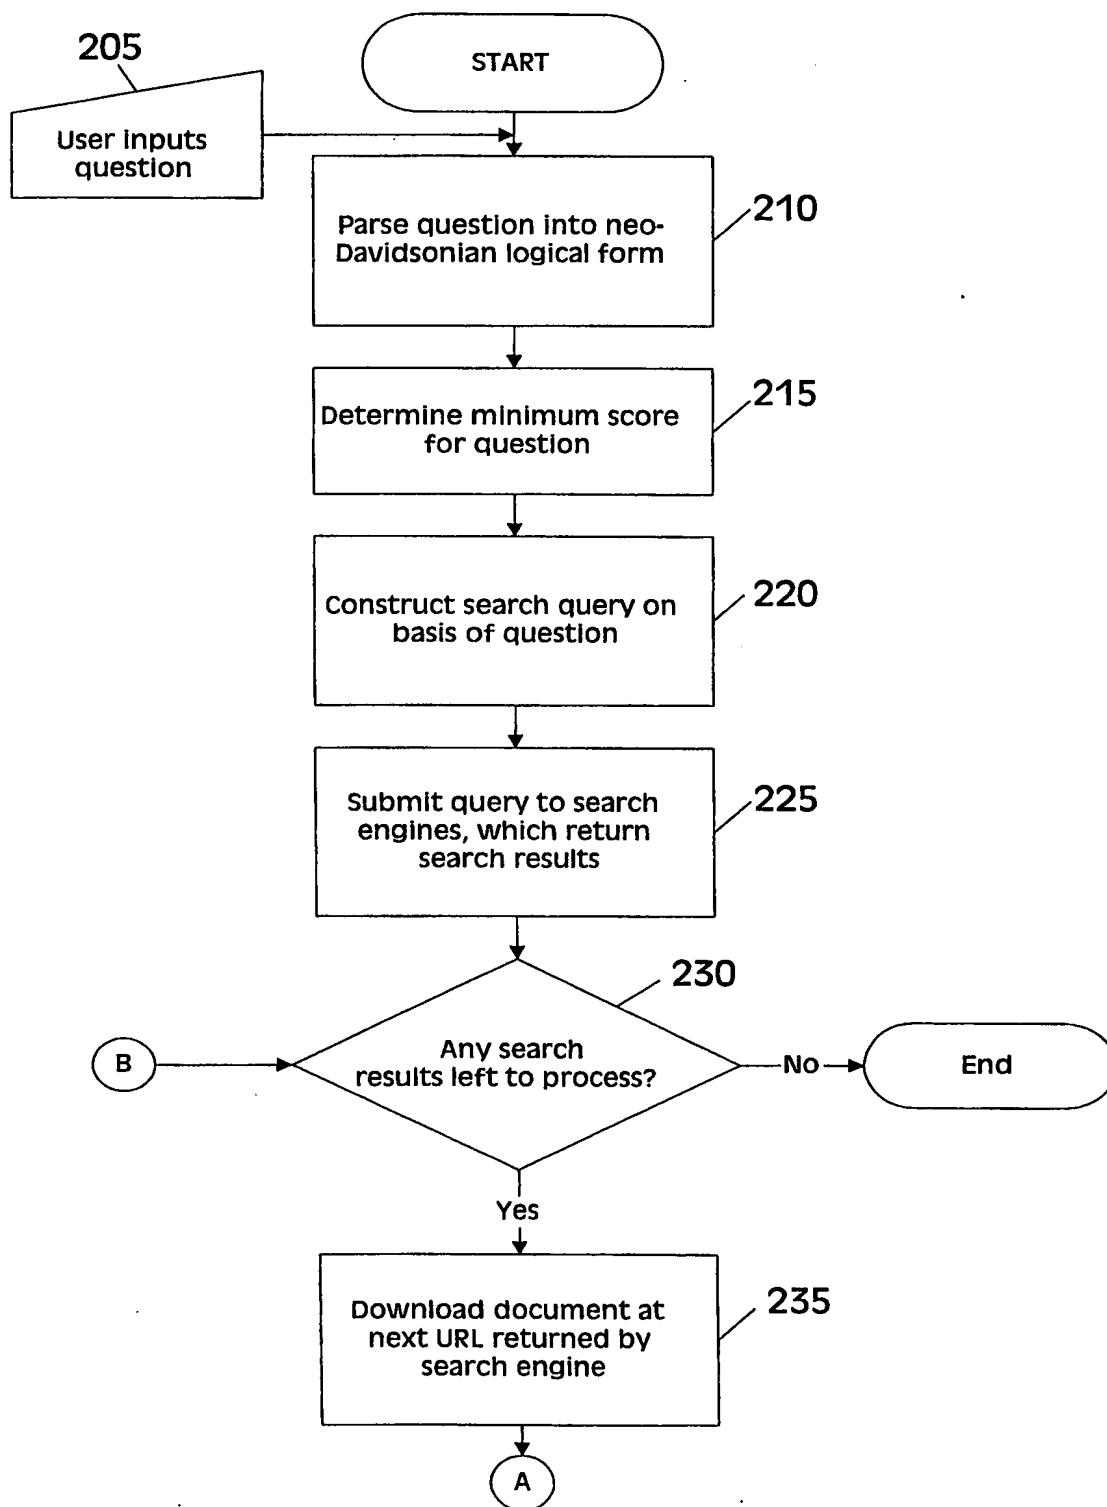 205
START
User inputs
question
210
Parse question into neo-
Davidsonian logical form
215
Determine minimum score
for question
220
Construct search query on
basis of question
225
Submit query to search
engines, which return
search results
230
B
Any search
results left to process?
No
End
Yes
235
Download document at
next URL returned by
search engine
A